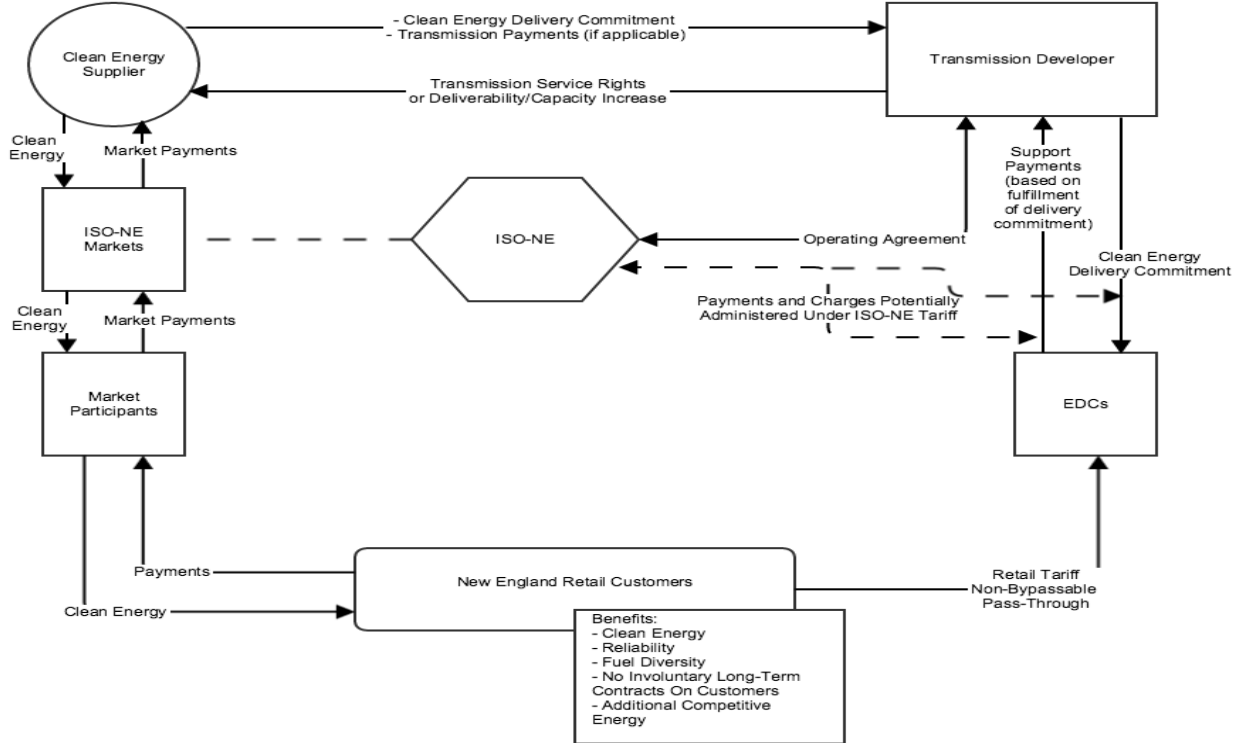 - Clean Energy Delivery Commitment
- Transmission Payments (if applicable)
Clean Energy
Supplier
Transmission Developer
Transmission Service Rights
or Deliverability/Capacity Increase
Clean
Energy
Market Payments
Support
Payments
(based on
fulfillment
of delivery
commitment)
ISO-NE
Markets
ISO-NE
Operating Agreement
Clean Energy
Delivery Commitment
Clean
Energy
Market Payments
Payments and Charges Potentially
Administered Under ISO-NE Tariff
Market
Participants
EDCs
Payments
New England Retail Customers
Clean Energy
Retail Tariff
Non-Bypassable
Pass-Through
Benefits:
- Clean Energy
- Reliability
- Fuel Diversity
- No Involuntary Long-Term
Contracts On Customers
- Additional Competitive
Energy